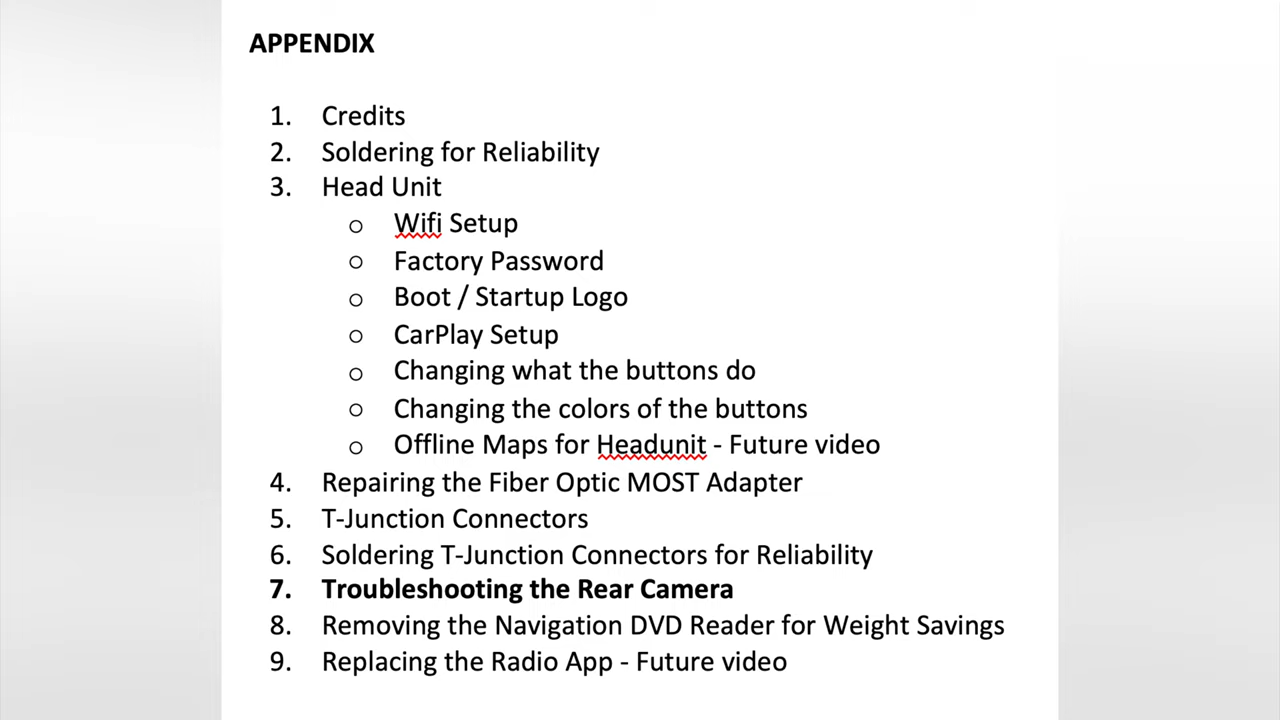 APPENDIX
1. Credits
2. Soldering for Reliability
3. Head Unit
o Wifi Setup
o Factory Password
o Boot / Startup Logo
o CarPlay Setup
o Changing what the buttons do
o Changing the colors of the buttons
o Offline Maps for Headunit - Future video
4. Repairing the Fiber Optic MOST Adapter
5. T-Junction Connectors
6. Soldering T-Junction Connectors for Reliability
7. Troubleshooting the Rear Camera
8. Removing the Navigation DVD Reader for Weight Savings
9. Replacing the Radio App - Future video